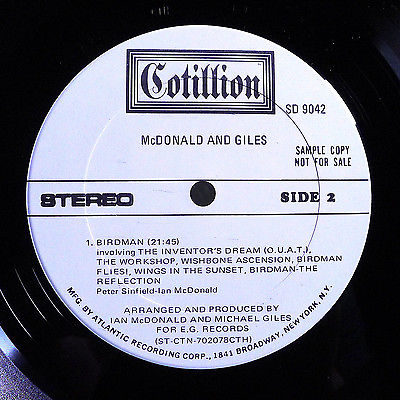 Cotillion
SD 9042
McDONALD AND GILES
SAMPLE COPY
NOT FOR SALE
STEREO
SIDE 2
1. BIRDMAN (21:45)
involving THE INVENTOR'S DREAM (O.U.A.T.),
THE WORKSHOP, WISHBONE ASCENSION, BIRDMAN
FLIES!, WINGS IN THE SUNSET, BIRDMAN-THE
REFLECTION
Peter Sinfield-Ian McDonald
ARRANGED AND PRODUCED BY
IAN McDONALD AND MICHAEL GILES
FOR E.G. RECORDS
(ST-CTN-702078CTH)
MFG. BY ATLANTIC RECORDING CORP., 1841 BROADWAY, NEW YORK, N.Y.